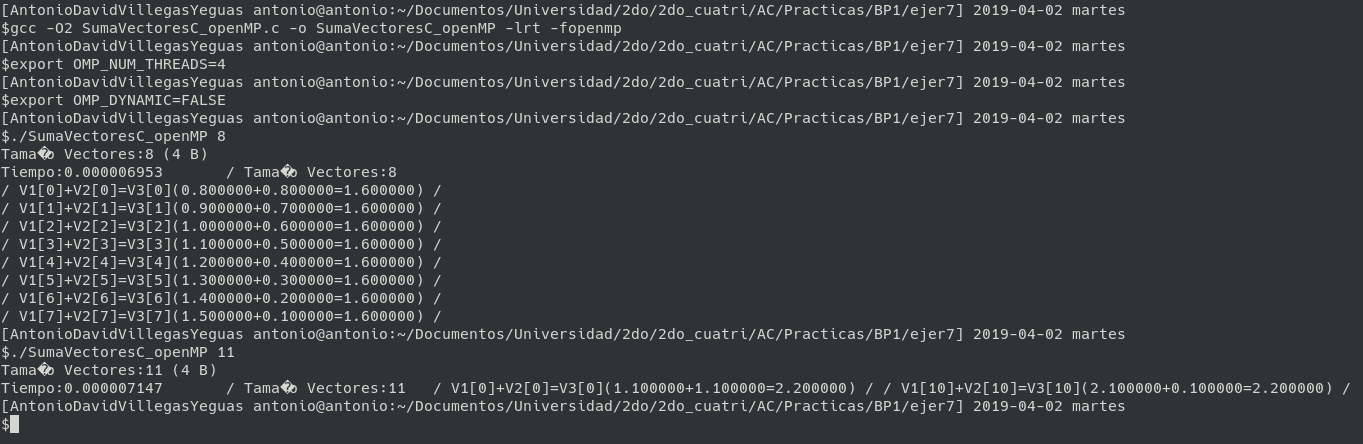 [AntonioDavidVillegasYeguas antonio@antonio:~/Documentos/Universidad/2do/2do_cuatri/AC/Practicas/BP1/ejer7] 2019-04-02 martes
$gcc -O2 SumaVectoresC_openMP.c -o SumaVectoresC_openMP -lrt -fopenmp
[AntonioDavidVillegasYeguas antonio@antonio:~/Documentos/Universidad/2do/2do_cuatri/AC/Practicas/BP1/ejer7] 2019-04-02 martes
$export OMP_NUM_THREADS=4
[AntonioDavidVillegasYeguas antonio@antonio:~/Documentos/Universidad/2do/2do_cuatri/AC/Practicas/BP1/ejer7] 2019-04-02 martes
$export OMP_DYNAMIC=FALSE
[AntonioDavidVillegasYeguas antonio@antonio:~/Documentos/Universidad/2do/2do_cuatri/AC/Practicas/BP1/ejer7] 2019-04-02 martes
$./SumaVectoresC_openMP 8
Tama�o Vectores:8 (4 B)
Tiempo:0.000006953       / Tama�o Vectores:8
/ V1[0]+V2[0]=V3[0](0.800000+0.800000=1.600000) /
/ V1[1]+V2[1]=V3[1](0.900000+0.700000=1.600000) /
/ V1[2]+V2[2]=V3[2](1.000000+0.600000=1.600000) /
/ V1[3]+V2[3]=V3[3](1.100000+0.500000=1.600000) /
/ V1[4]+V2[4]=V3[4](1.200000+0.400000=1.600000) /
/ V1[5]+V2[5]=V3[5](1.300000+0.300000=1.600000) /
/ V1[6]+V2[6]=V3[6](1.400000+0.200000=1.600000) /
/ V1[7]+V2[7]=V3[7](1.500000+0.100000=1.600000) /
[AntonioDavidVillegasYeguas antonio@antonio:~/Documentos/Universidad/2do/2do_cuatri/AC/Practicas/BP1/ejer7] 2019-04-02 martes
$./SumaVectoresC_openMP 11
Tama�o Vectores:11 (4 B)
Tiempo:0.000007147       / Tama�o Vectores:11   / V1[0]+V2[0]=V3[0](1.100000+1.100000=2.200000) / / V1[10]+V2[10]=V3[10](2.100000+0.100000=2.200000) /
[AntonioDavidVillegasYeguas antonio@antonio:~/Documentos/Universidad/2do/2do_cuatri/AC/Practicas/BP1/ejer7] 2019-04-02 martes
$